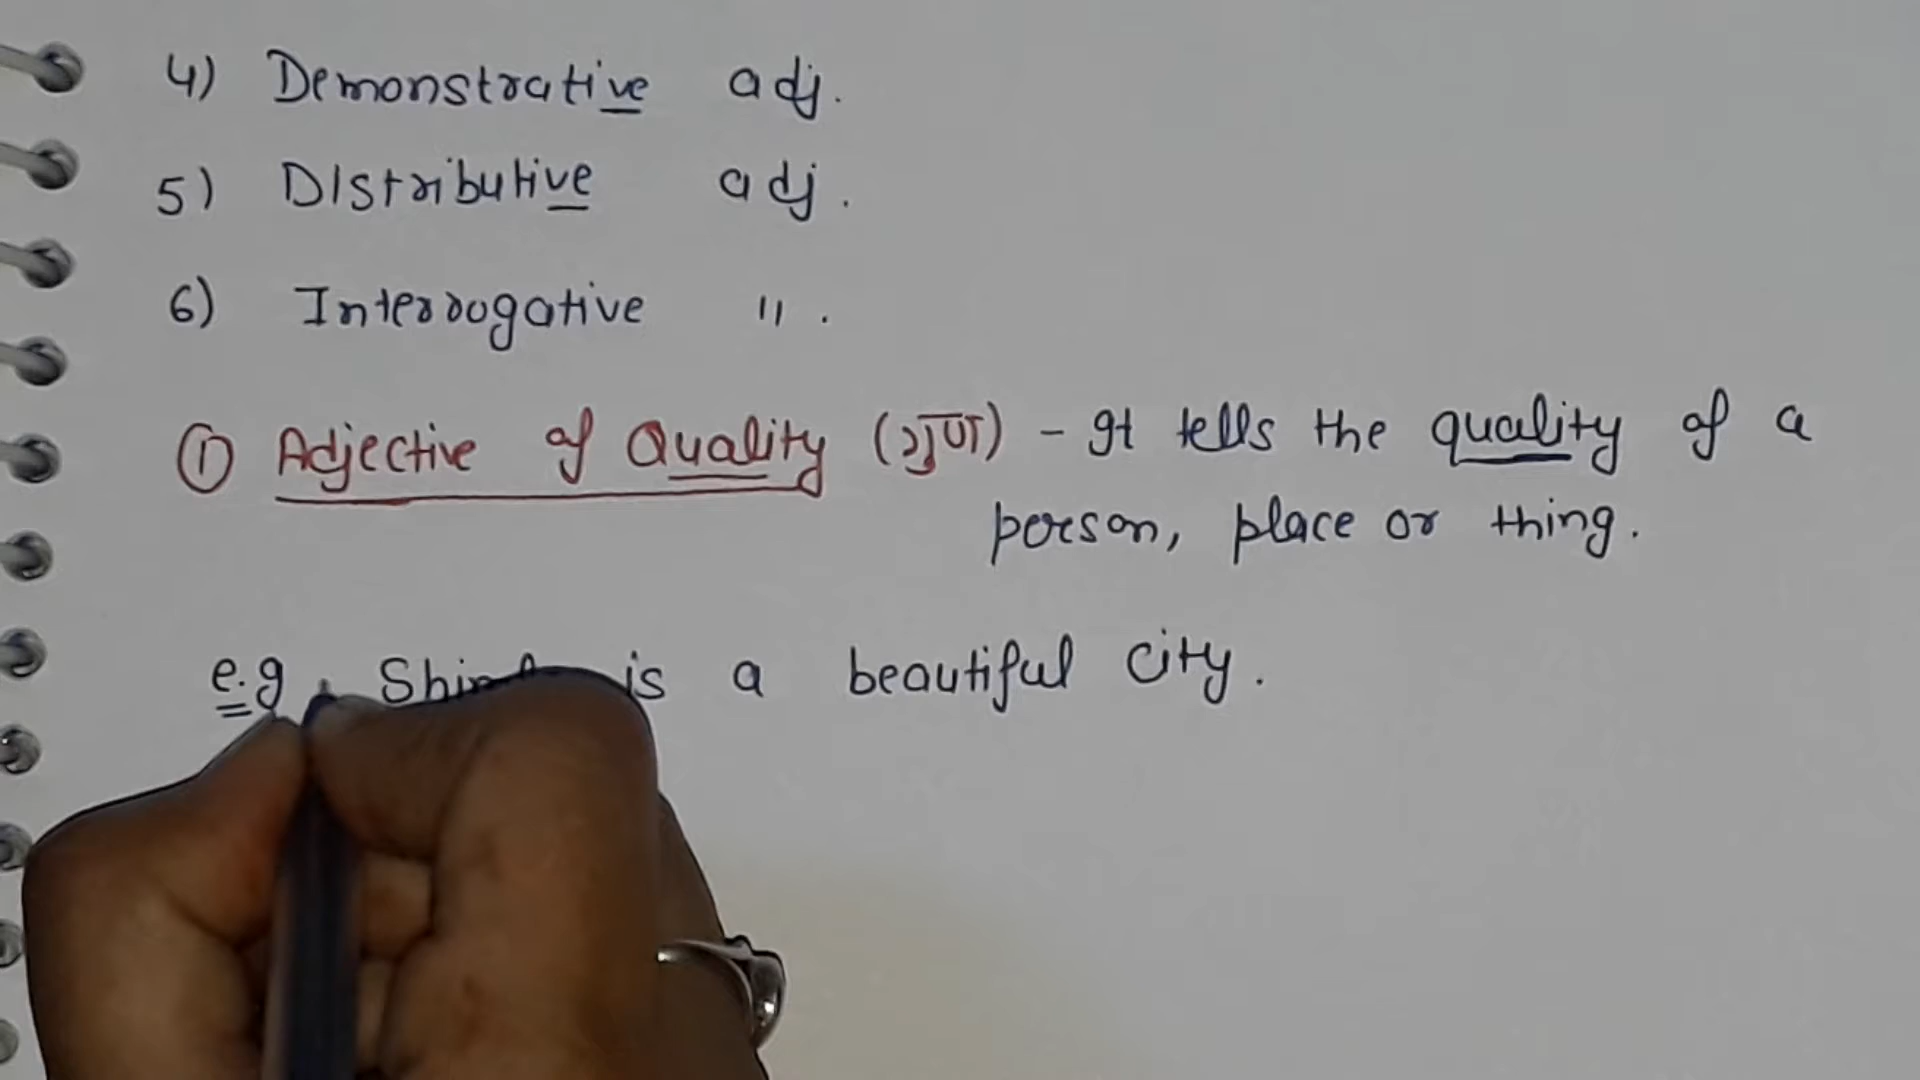 4) Demonstrative adj.
5) Distributive adj.
6) Interrogative " .
① Adjective of Quality (गुण) - It tells the quality of a
person, place or thing.
e.g. is a beautiful city.